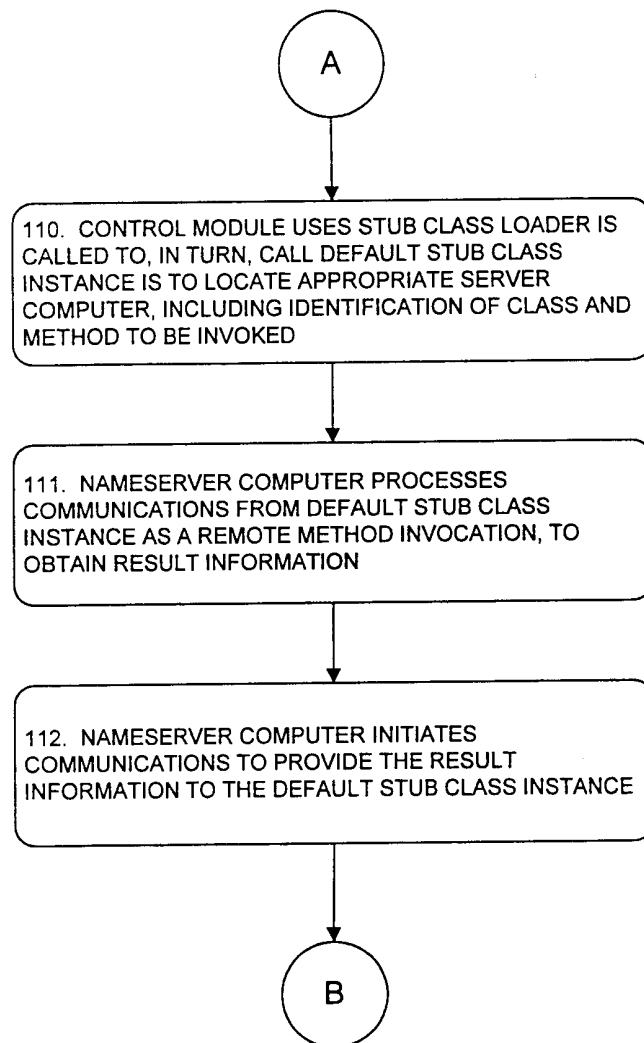 A
110. CONTROL MODULE USES STUB CLASS LOADER IS
CALLED TO, IN TURN, CALL DEFAULT STUB CLASS
INSTANCE IS TO LOCATE APPROPRIATE SERVER
COMPUTER, INCLUDING IDENTIFICATION OF CLASS AND
METHOD TO BE INVOKED
111. NAMESERVER COMPUTER PROCESSES
COMMUNICATIONS FROM DEFAULT STUB CLASS
INSTANCE AS A REMOTE METHOD INVOCATION, TO
OBTAIN RESULT INFORMATION
112. NAMESERVER COMPUTER INITIATES
COMMUNICATIONS TO PROVIDE THE RESULT
INFORMATION TO THE DEFAULT STUB CLASS INSTANCE
B